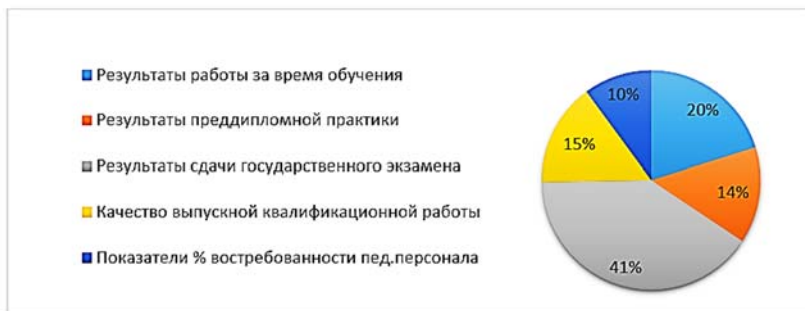 Результаты работы за время обучения
Результаты преддипломной практики
Результаты сдачи государственного экзамена
Качество выпускной квалификационной работы
Показатели % востребованности пед.персонала
10%
20%
15%
14%
41%